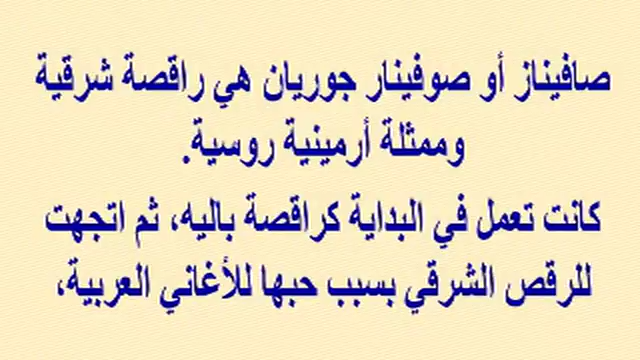 صافيناز أو صوفينار جوريان هي راقصة شرقية
وممثلة أرمينية روسية.
كانت تعمل في البداية كراقصة باليه، ثم اتجهت
للرقص الشرقي بسبب حبها للأغاني العربية،